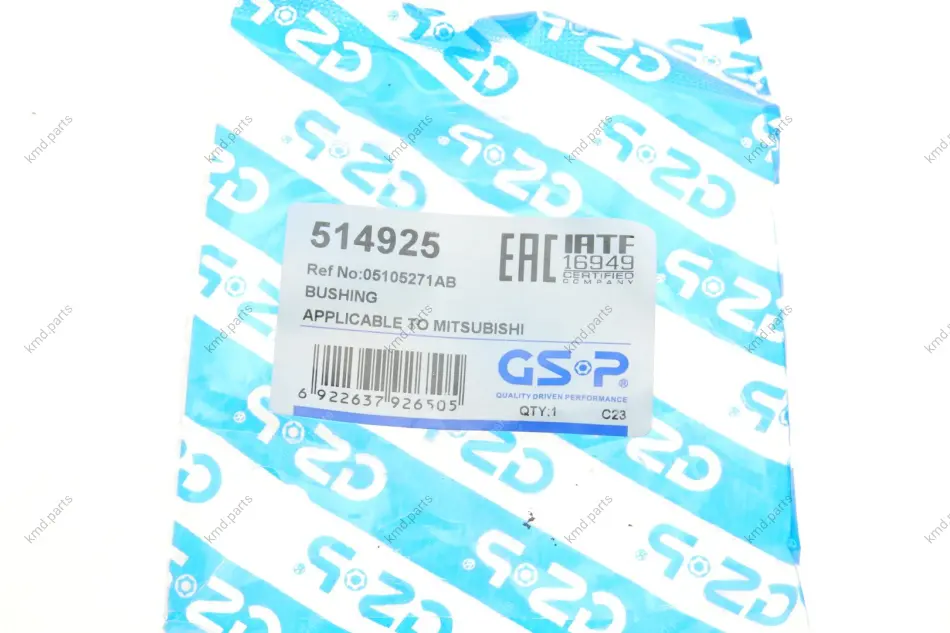 514925
Ref No:05105271AB
BUSHING
APPLICABLE TO MITSUBISHI
EAC
IATF
16949
CERTIFIED
COMPANY
GSP®
QUALITY DRIVEN PERFORMANCE
QTY:1
C23
6 922637 926505
kmd.parts